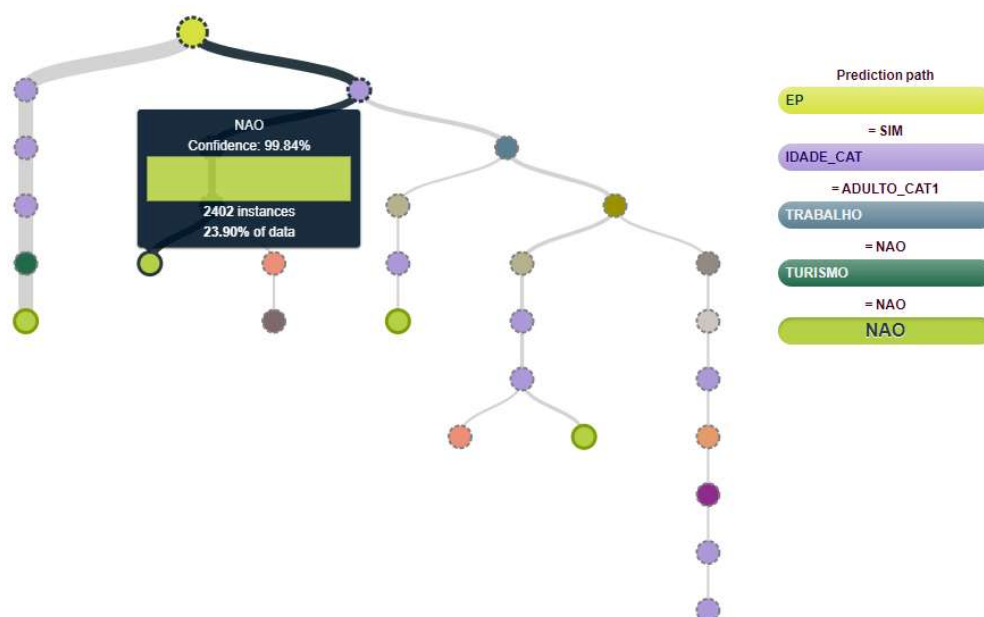 NAO
Confidence: 99.84%
2402 instances
23.90% of data
Prediction path
EP
= SIM
IDADE_CAT
= ADULTO_CAT1
TRABALHO
= NAO
TURISMO
= NAO
NAO